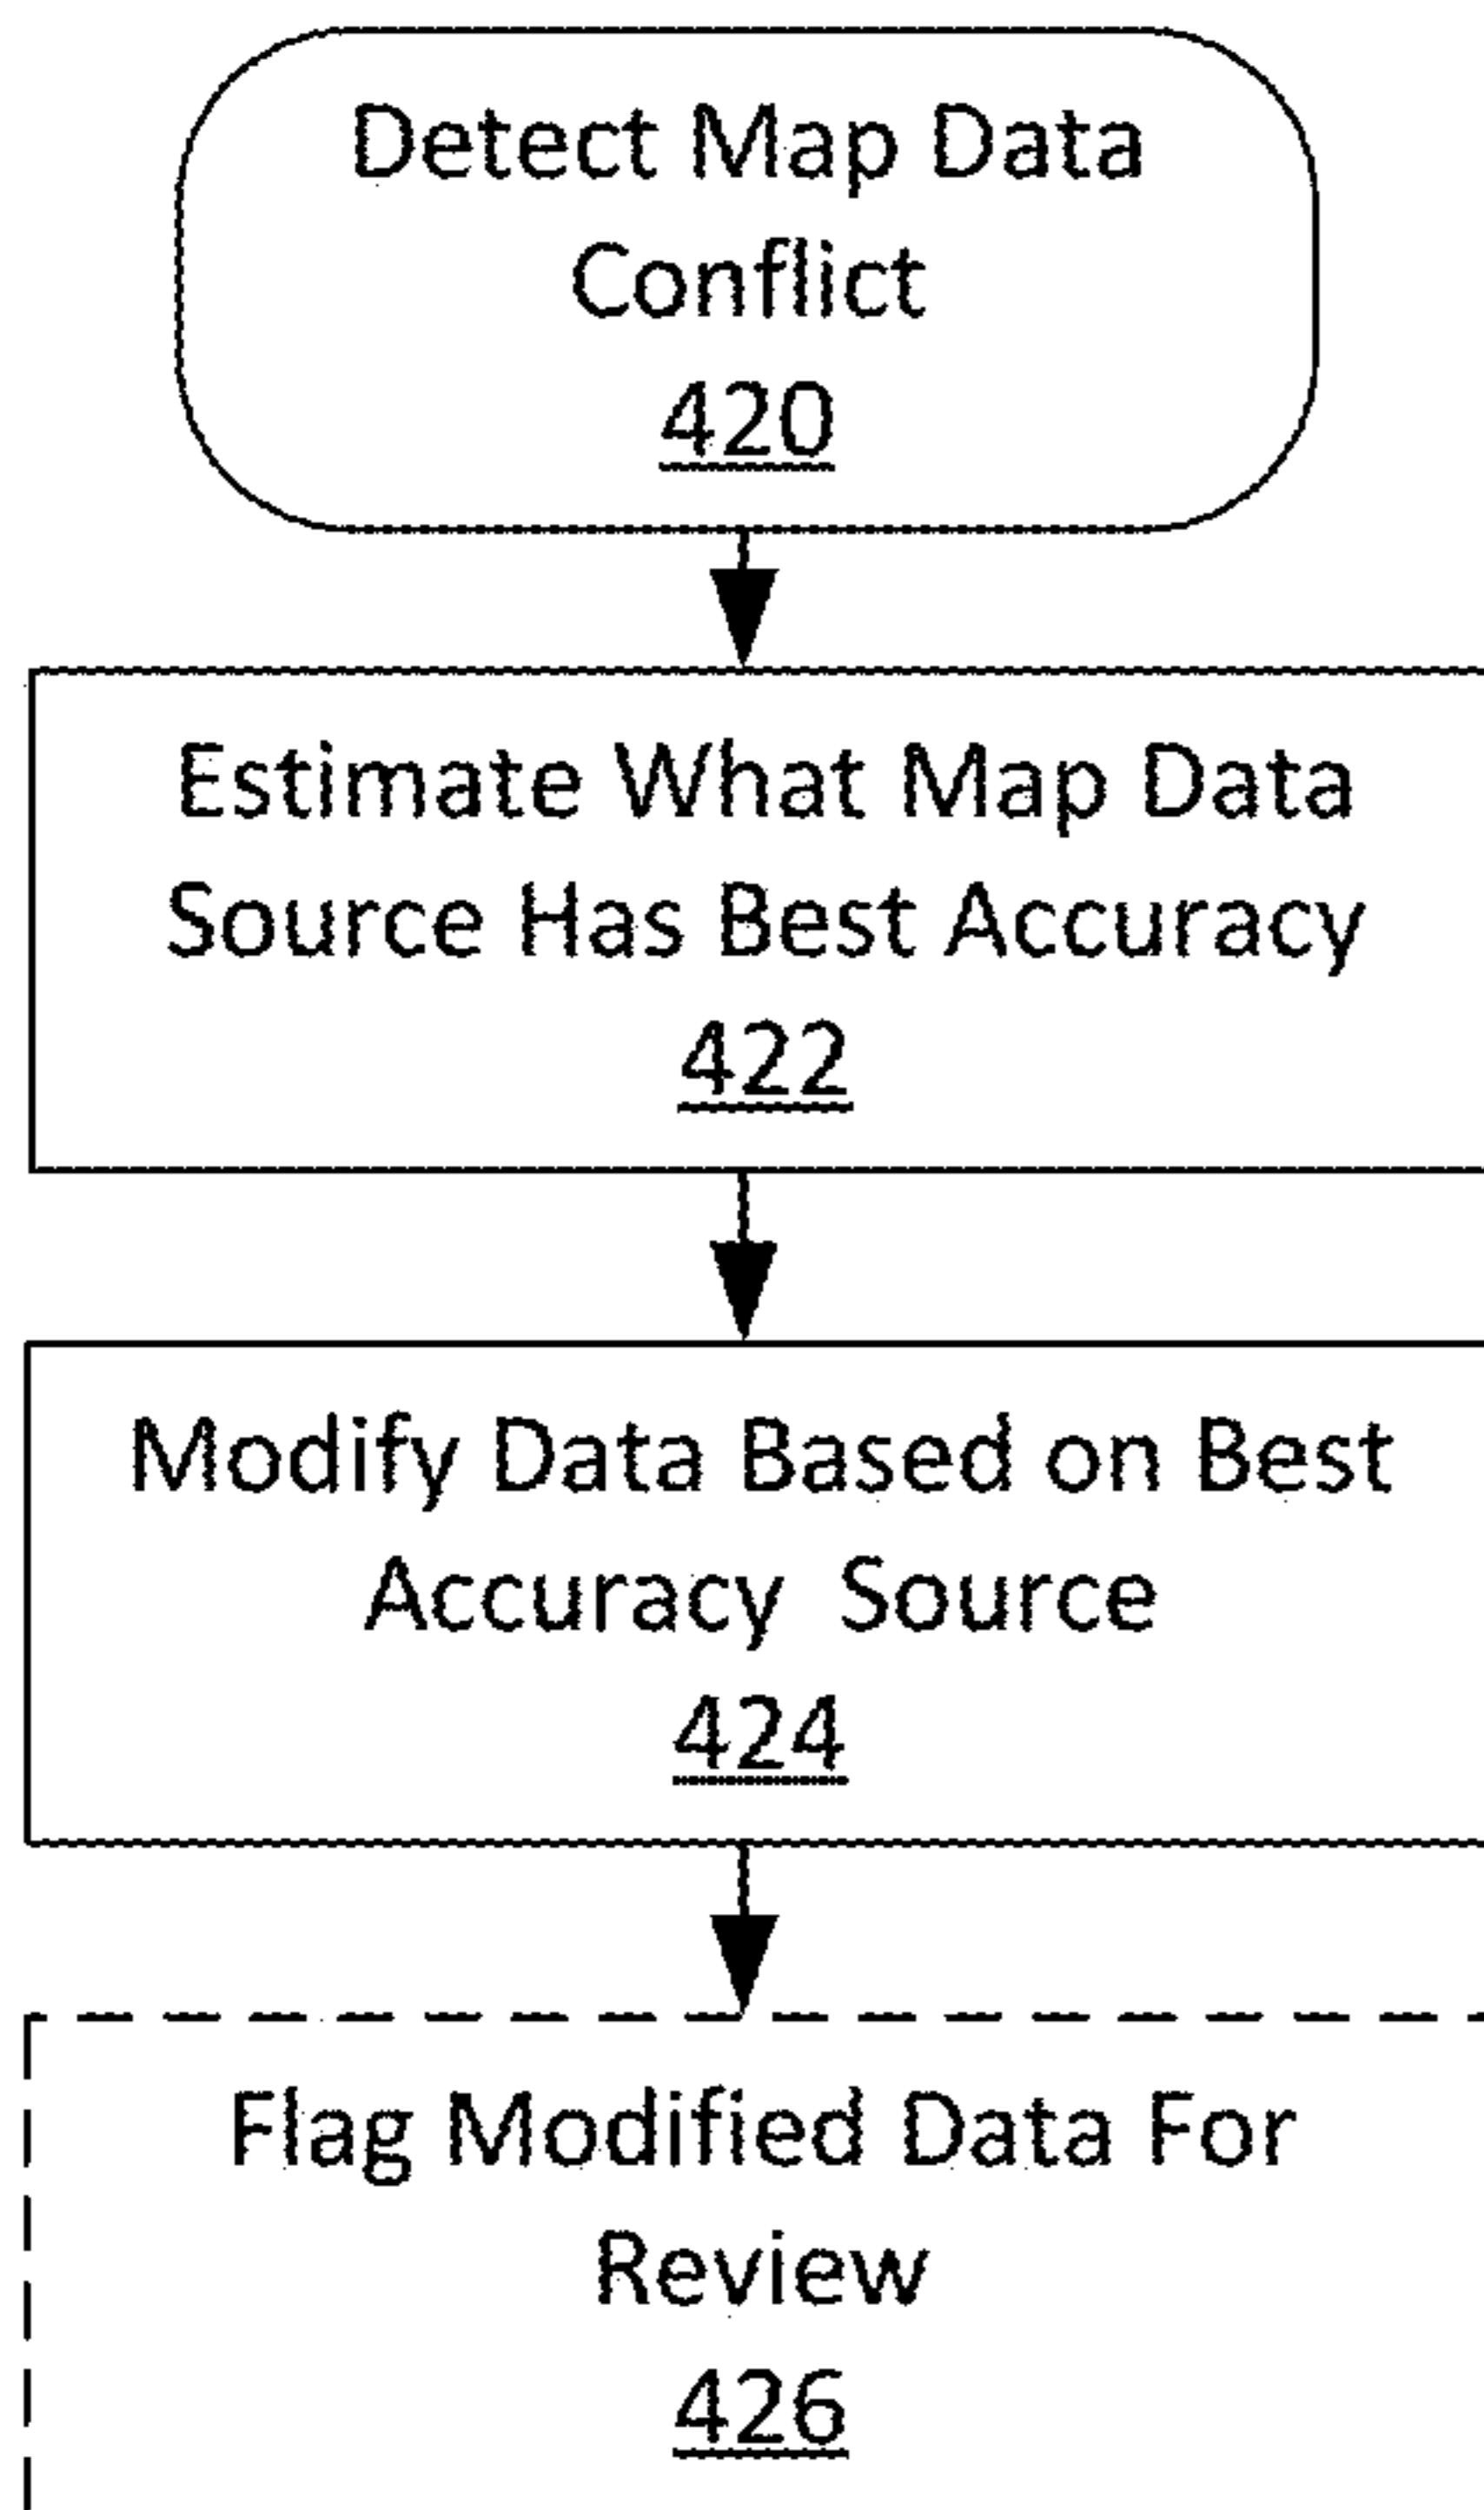 Detect Map Data
Conflict
420
Estimate What Map Data
Source Has Best Accuracy
422
Modify Data Based on Best
Accuracy Source
424
Flag Modified Data For
Review
426